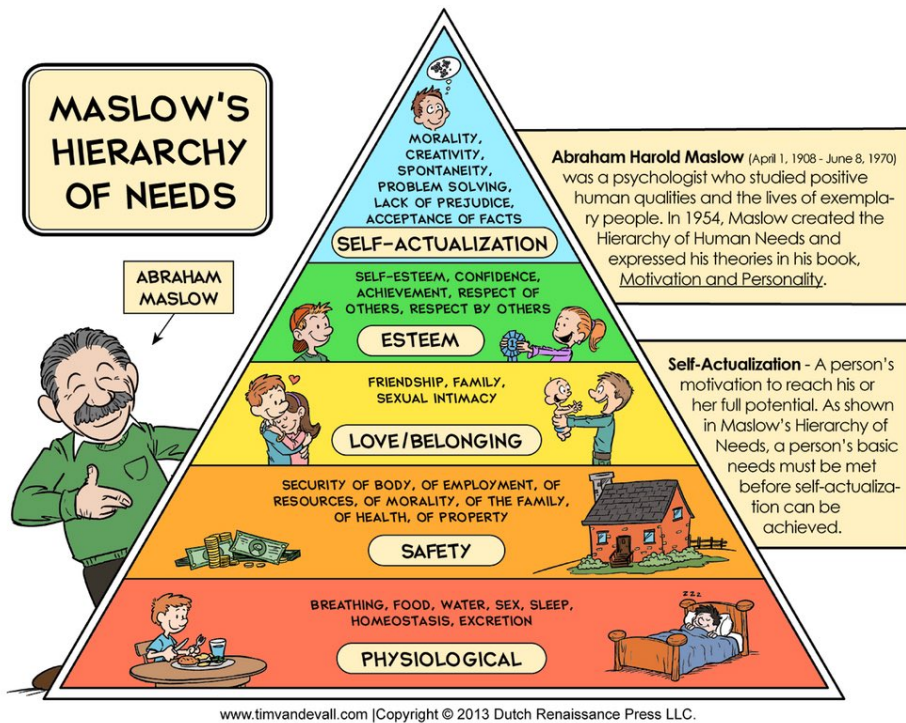 MASLOW'S
HIERARCHY
OF NEEDS
ABRAHAM
MASLOW
MORALITY,
CREATIVITY,
SPONTANEITY,
PROBLEM SOLVING,
LACK OF PREJUDICE,
ACCEPTANCE OF FACTS
SELF-ACTUALIZATION
SELF-ESTEEM, CONFIDENCE,
ACHIEVEMENT, RESPECT OF
OTHERS, RESPECT BY OTHERS
ESTEEM
1
FRIENDSHIP, FAMILY,
SEXUAL INTIMACY
LOVE/BELONGING
SECURITY OF BODY, OF EMPLOYMENT, OF
RESOURCES, OF MORALITY, OF THE FAMILY,
OF HEALTH, OF PROPERTY
SAFETY
BREATHING, FOOD, WATER, SEX, SLEEP,
HOMEOSTASIS, EXCRETION
PHYSIOLOGICAL
zzz
Abraham Harold Maslow (April 1, 1908 - June 8, 1970)
was a psychologist who studied positive
human qualities and the lives of exempla-
ry people. In 1954, Maslow created the
Hierarchy of Human Needs and
expressed his theories in his book,
Motivation and Personality.
Self-Actualization - A person's
motivation to reach his or
her full potential. As shown
in Maslow's Hierarchy of
Needs, a person's basic
needs must be met
before self-actualiza-
tion can be
achieved.
www.timvandevall.com |Copyright © 2013 Dutch Renaissance Press LLC.